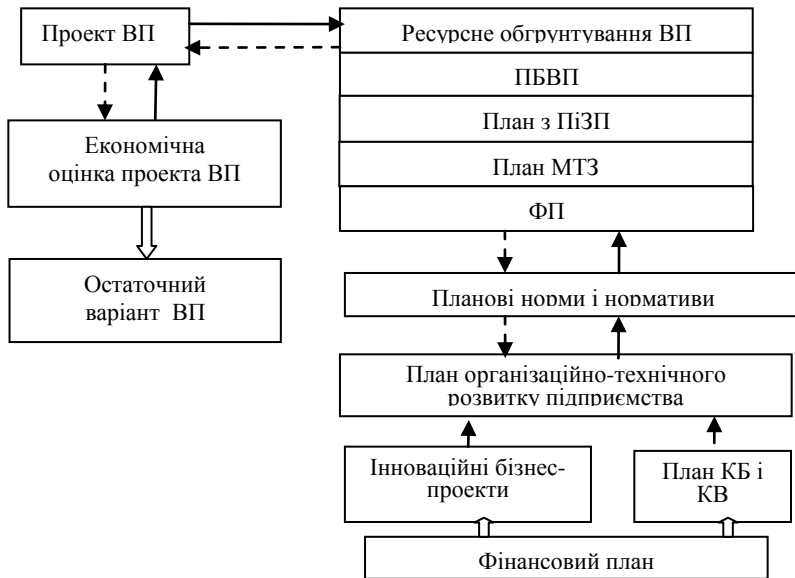 Проект ВП
Ресурсне обгрунтування ВП
ПБВП
План з ПіЗП
План МТЗ
ФП
Економічна
оцінка проекта ВП
Остаточний
варіант ВП
Планові норми і нормативи
План організаційно-технічного
розвитку підприємства
Інноваційні бізнес-
проекти
План КБ і
КВ
Фінансовий план